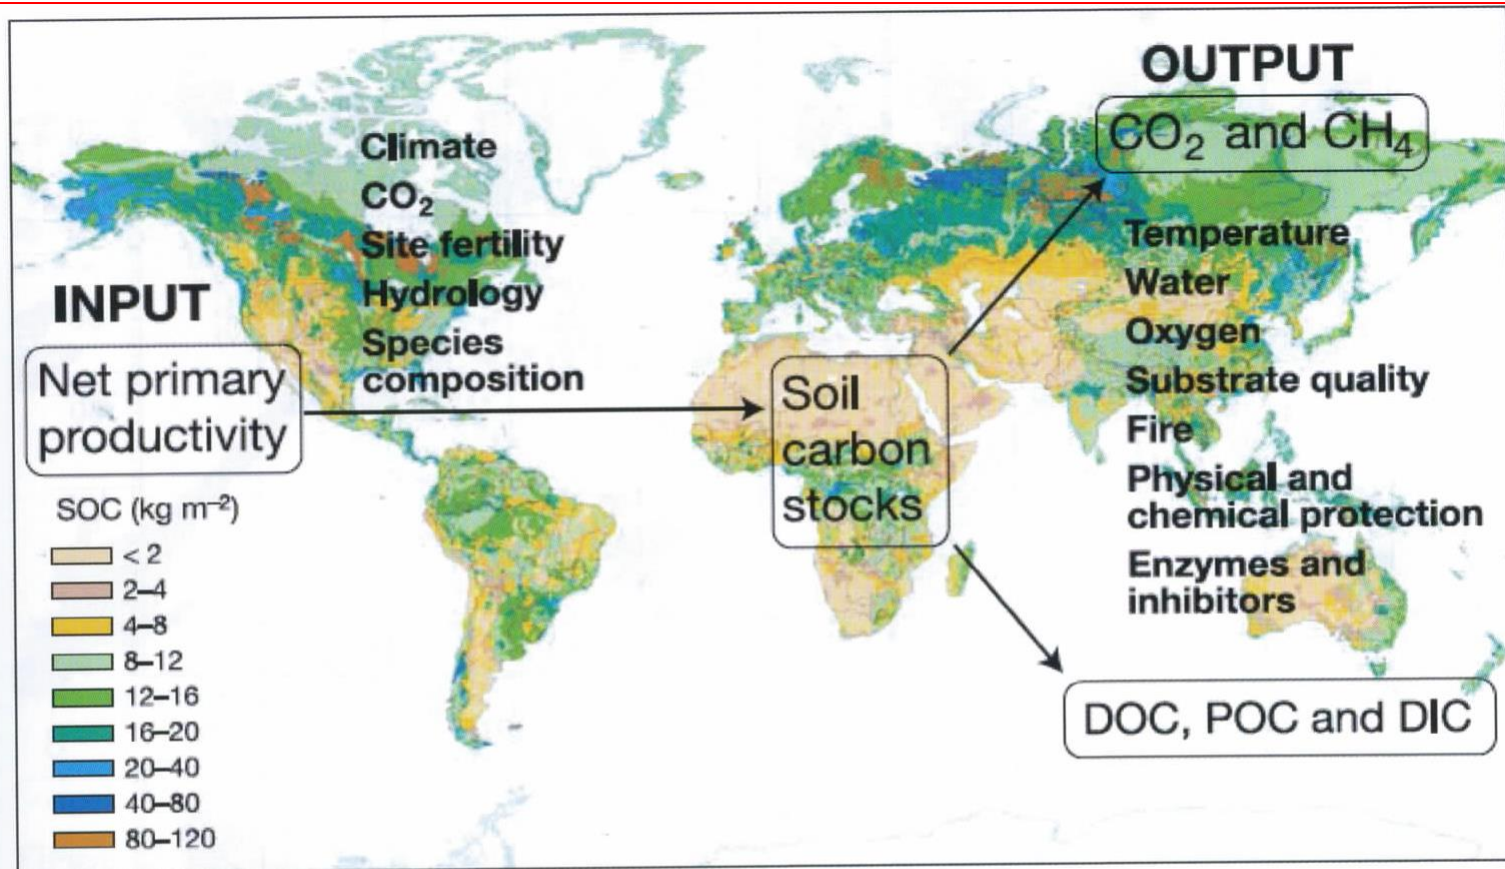 OUTPUT
CO₂ and CH₄
Climate
CO₂
Site fertility
Hydrology
Species
composition
INPUT
Net primary
productivity
Soil
carbon
stocks
Temperature
Water
Oxygen
Substrate quality
Fire
Physical and
chemical protection
Enzymes and
inhibitors
DOC, POC and DIC
SOC (kg m⁻²)
< 2
2–4
4–8
8–12
12–16
16–20
20–40
40–80
80–120